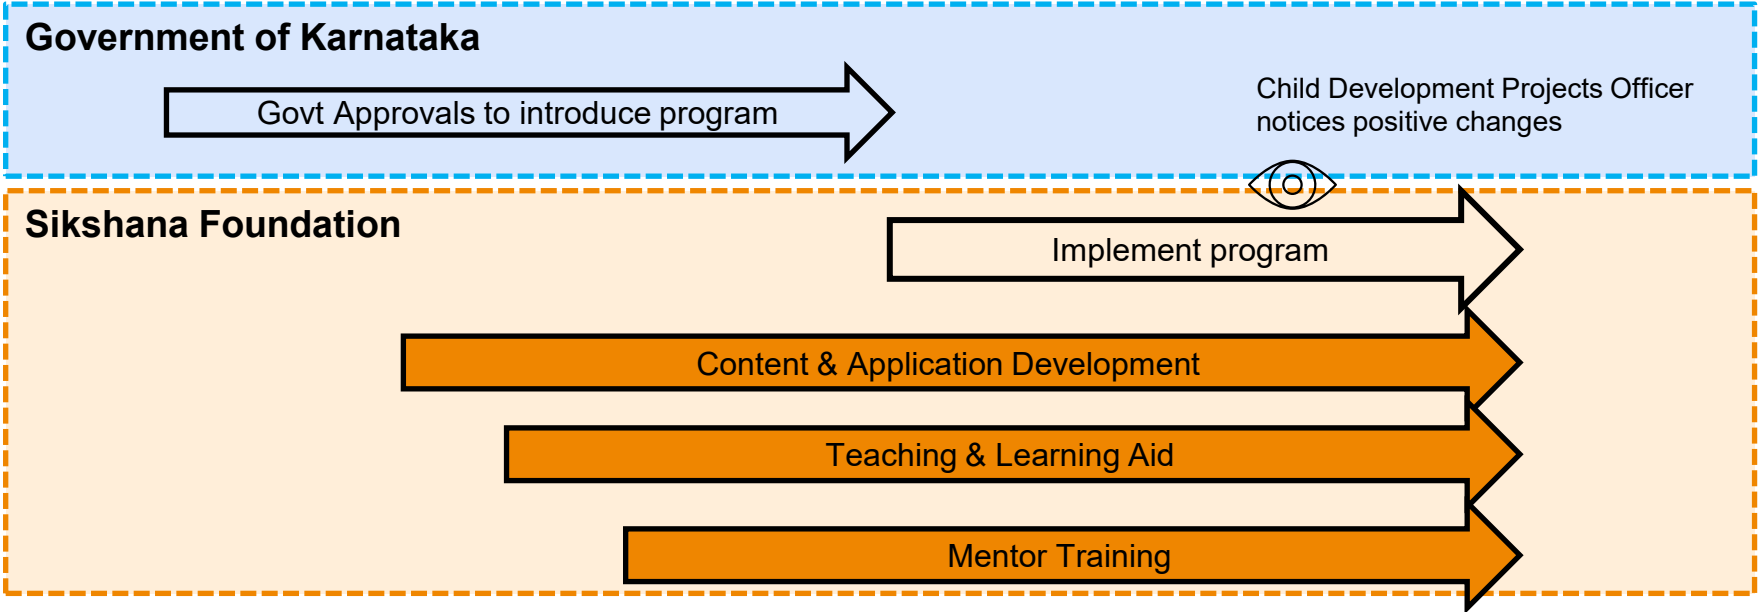 Government of Karnataka
Govt Approvals to introduce program
Child Development Projects Officer
notices positive changes
Sikshana Foundation
Implement program
Content & Application Development
Teaching & Learning Aid
Mentor Training